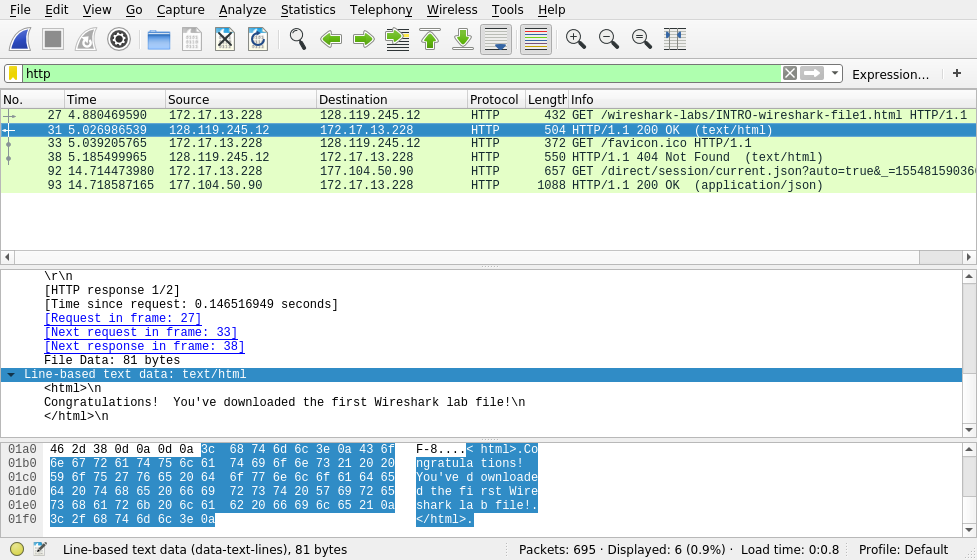 File Edit View Go Capture Analyze Statistics Telephony Wireless Tools Help
http
Expression...
+
No. Time Source Destination Protocol Length Info
27 4.880469590 172.17.13.228 128.119.245.12 HTTP 432 GET /wireshark-labs/INTRO-wireshark-file1.html HTTP/1.1
31 5.026986539 128.119.245.12 172.17.13.228 HTTP 504 HTTP/1.1 200 OK  (text/html)
33 5.039205765 172.17.13.228 128.119.245.12 HTTP 372 GET /favicon.ico HTTP/1.1
38 5.185499965 128.119.245.12 172.17.13.228 HTTP 550 HTTP/1.1 404 Not Found  (text/html)
92 14.714473980 172.17.13.228 177.104.50.90 HTTP 657 GET /direct/session/current.json?auto=true&_=155481590360
93 14.718587165 177.104.50.90 172.17.13.228 HTTP 1088 HTTP/1.1 200 OK  (application/json)
\r\n
[HTTP response 1/2]
[Time since request: 0.146516949 seconds]
[Request in frame: 27]
[Next request in frame: 33]
[Next response in frame: 38]
File Data: 81 bytes
Line-based text data: text/html
<html>\n
Congratulations!  You've downloaded the first Wireshark lab file!\n
</html>\n
01a0 46 2d 38 0d 0a 0d 0a 3c  68 74 6d 6c 3e 0a 43 6f F-8....< html>.Co
01b0 6e 67 72 61 74 75 6c 61  74 69 6f 6e 73 21 20 20 ngratula tions!
01c0 59 6f 75 27 76 65 20 64  6f 77 6e 6c 6f 61 64 65 You've d ownloade
01d0 64 20 74 68 65 20 66 69  72 73 74 20 57 69 72 65 d the fi rst Wire
01e0 73 68 61 72 6b 20 6c 61  62 20 66 69 6c 65 21 0a shark la b file!.
01f0 3c 2f 68 74 6d 6c 3e 0a </html>.
Line-based text data (data-text-lines), 81 bytes Packets: 695 · Displayed: 6 (0.9%) · Load time: 0:0.8 Profile: Default